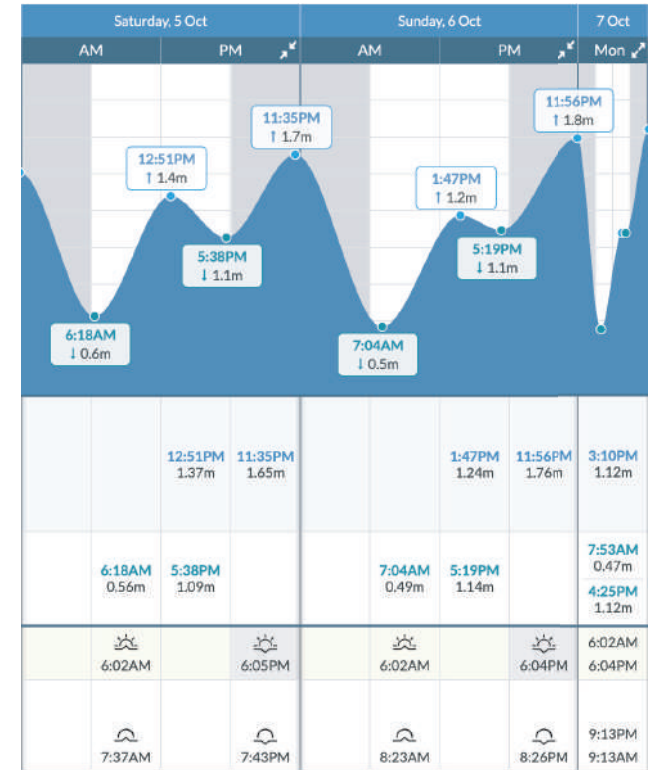 Saturday, 5 Oct
Sunday, 6 Oct
7 Oct
AM
PM
AM
PM
Mon
11:35PM
↑ 1.7m
11:56PM
↑ 1.8m
12:51PM
↑ 1.4m
1:47PM
↑ 1.2m
5:38PM
↓ 1.1m
5:19PM
↓ 1.1m
6:18AM
↓ 0.6m
7:04AM
↓ 0.5m
12:51PM 11:35PM 1:47PM 11:56PM 3:10PM
1.37m 1.65m 1.24m 1.76m 1.12m
7:53AM
0.47m
6:18AM 5:38PM 7:04AM 5:19PM
0.56m 1.09m 0.49m 1.14m
4:25PM
1.12m
6:02AM
6:02AM 6:05PM 6:02AM 6:04PM 6:04PM
9:13PM
7:37AM 7:43PM 8:23AM 8:26PM 9:13AM